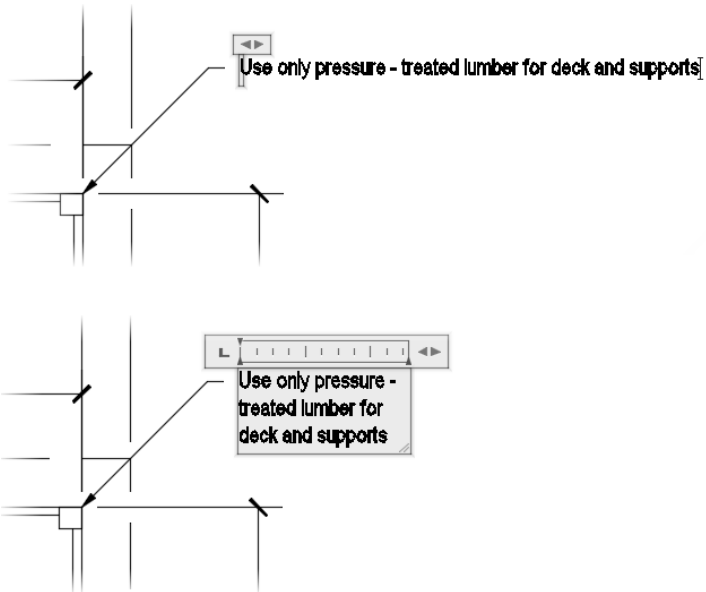 Use only pressure - treated lumber for deck and supports
L
Use only pressure -
treated lumber for
deck and supports